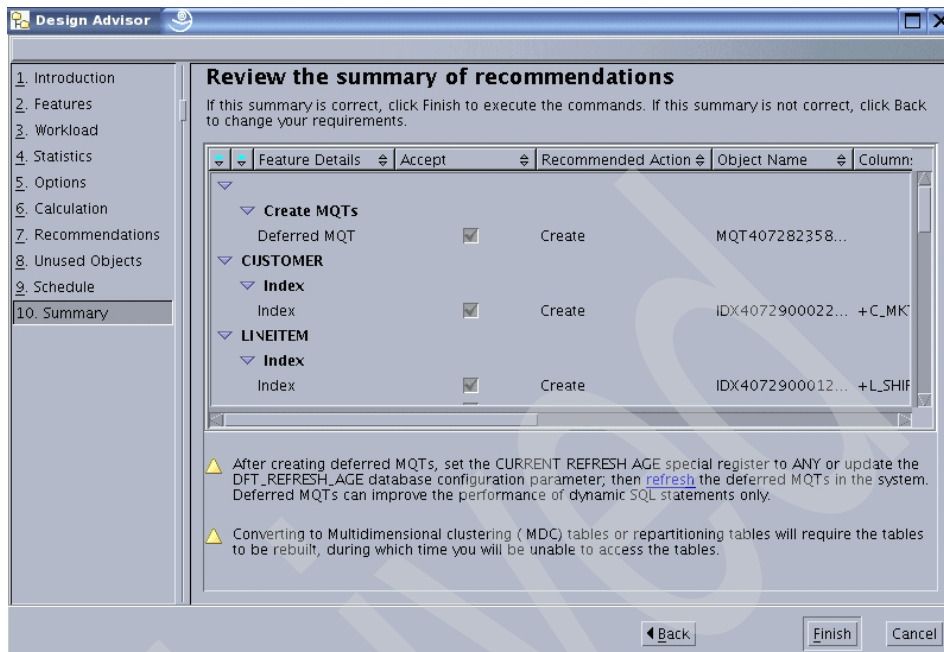 Design Advisor
1. Introduction
2. Features
3. Workload
4. Statistics
5. Options
6. Calculation
7. Recommendations
8. Unused Objects
9. Schedule
10. Summary
Review the summary of recommendations
If this summary is correct, click Finish to execute the commands. If this summary is not correct, click Back
to change your requirements.
Feature Details Accept Recommended Action Object Name Column:
Create MQTs
Deferred MQT Create MQT407282358...
CUSTOMER
Index
Index Create IDX4072900022... +C_MK
LINEITEM
Index
Index Create IDX4072900012... +L_SHIF
After creating deferred MQTs, set the CURRENT REFRESH AGE special register to ANY or update the
DFT_REFRESH_AGE database configuration parameter; then refresh the deferred MQTs in the system.
Deferred MQTs can improve the performance of dynamic SQL statements only.
Converting to Multidimensional clustering ( MDC) tables or repartitioning tables will require the tables
to be rebuilt, during which time you will be unable to access the tables.
Back Finish Cancel